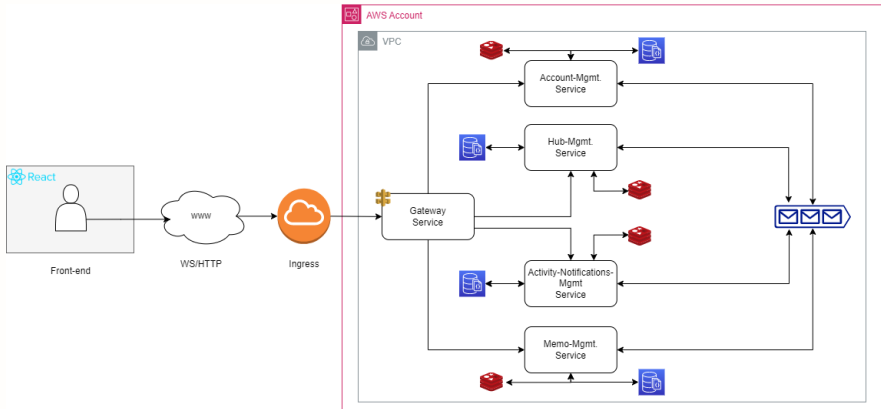 AWS Account
VPC
Account-Mgmt.
Service
Hub-Mgmt.
Service
React
www
Gateway
Service
Front-end
WS/HTTP
Ingress
Activity-Notifications-
Mgmt
Service
Memo-Mgmt.
Service